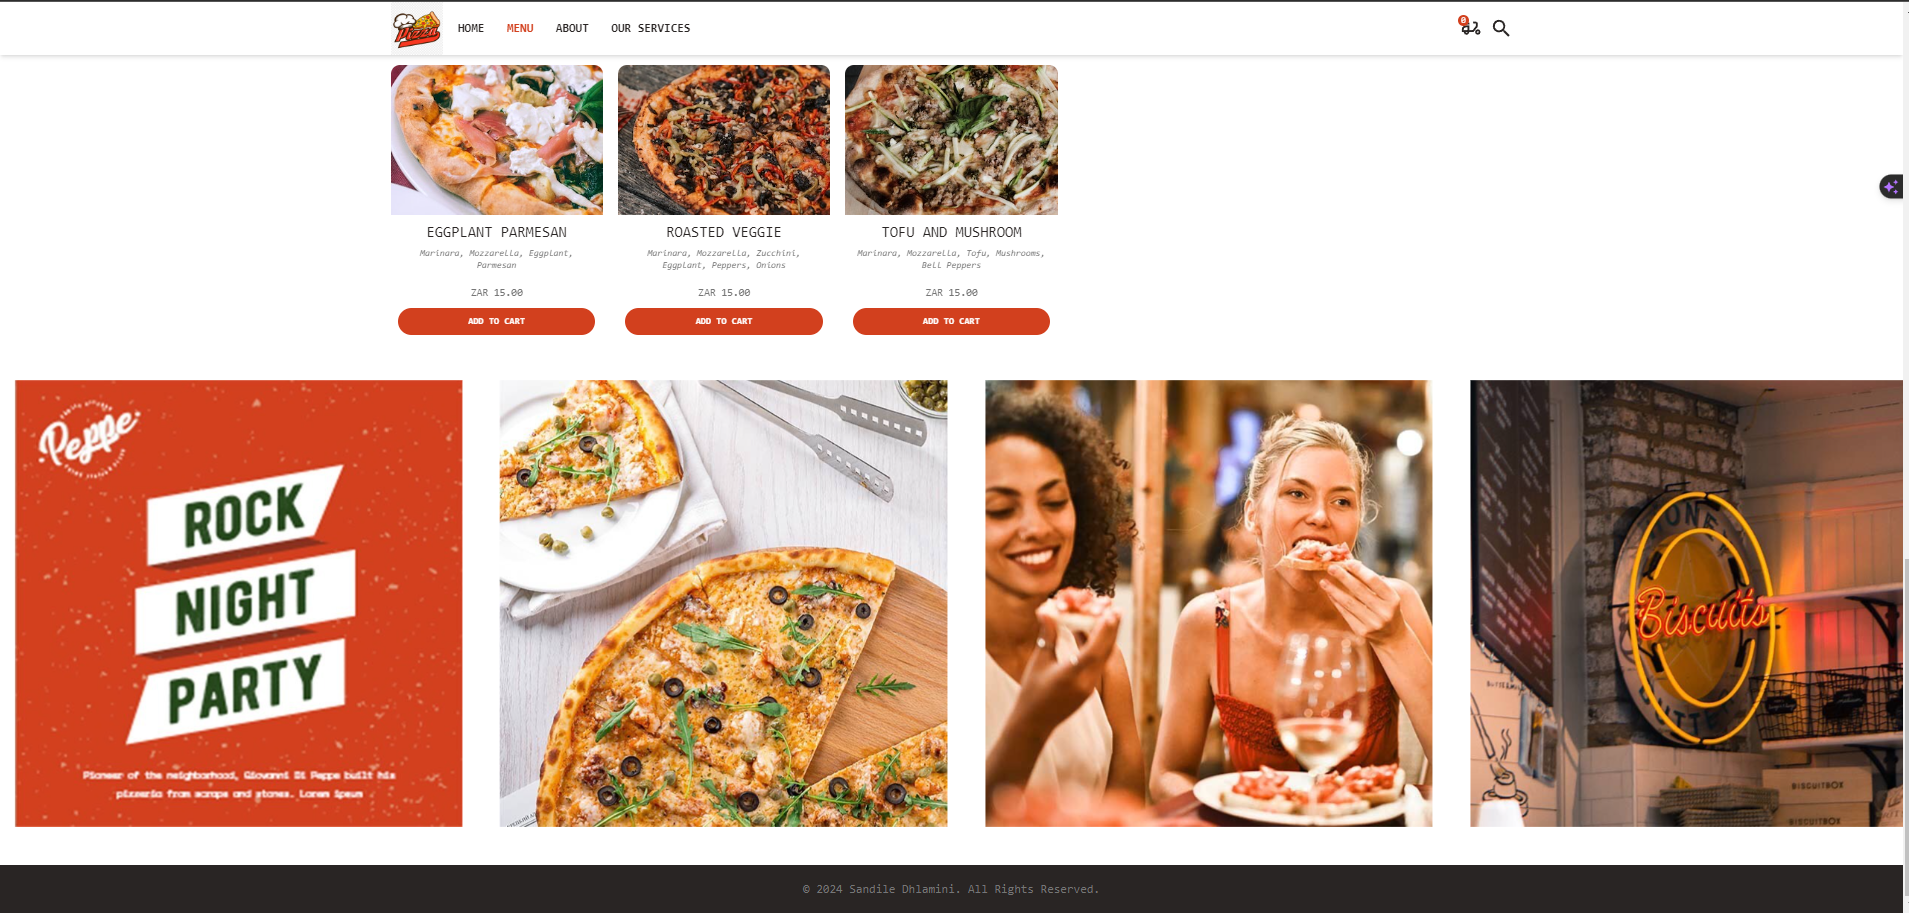 Pizza
HOME MENU ABOUT OUR SERVICES
0
EGGPLANT PARMESAN
Marinara, Mozzarella, Eggplant,
Parmesan
ZAR 15.00
ADD TO CART
ROASTED VEGGIE
Marinara, Mozzarella, Zucchini,
Eggplant, Peppers, Onions
ZAR 15.00
ADD TO CART
TOFU AND MUSHROOM
Marinara, Mozzarella, Tofu, Mushrooms,
Bell Peppers
ZAR 15.00
ADD TO CART
Peppe
ROCK
NIGHT
PARTY
Pioneer of the neighborhood, Giovanni Di Peppe built his
pizzeria from scraps and stones. Lorem ipsum
Biscuits
BISCUITBOX
BISCUITBOX
© 2024 Sandile Dhlamini. All Rights Reserved.